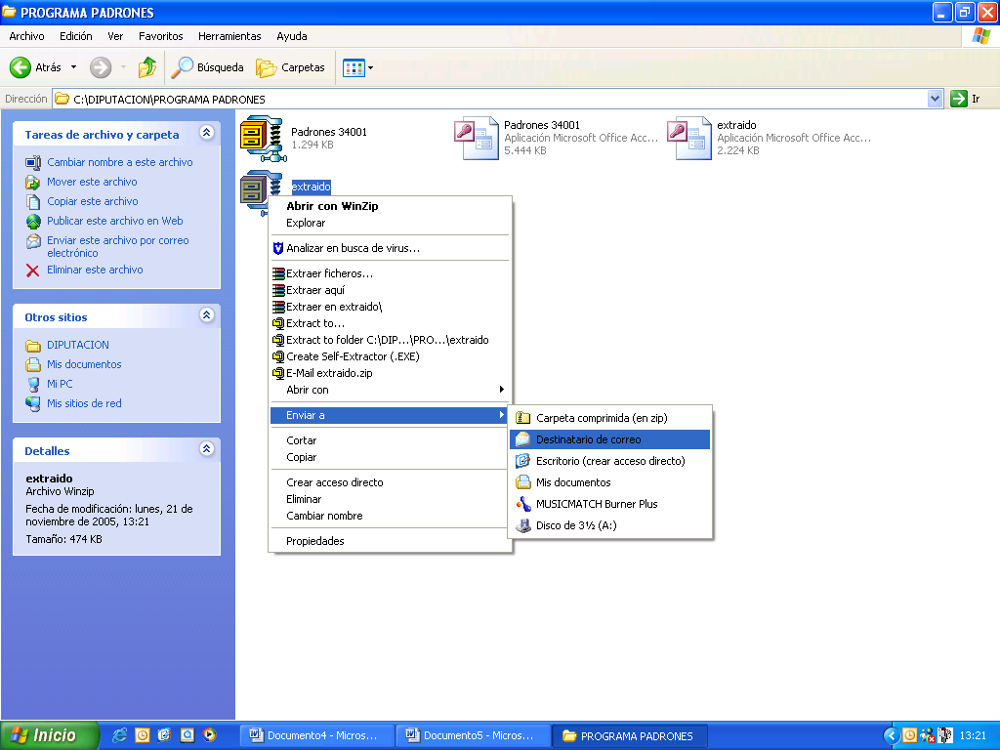 PROGRAMA PADRONES
Archivo Edición Ver Favoritos Herramientas Ayuda
Atrás Búsqueda Carpetas
Dirección C:\DIPUTACION\PROGRAMA PADRONES Ir
Tareas de archivo y carpeta
Cambiar nombre a este archivo
Mover este archivo
Copiar este archivo
Publicar este archivo en Web
Enviar este archivo por correo
electrónico
Eliminar este archivo
Otros sitios
DIPUTACION
Mis documentos
Mi PC
Mis sitios de red
Detalles
extraido
Archivo Winzip
Fecha de modificación: lunes, 21 de
noviembre de 2005, 13:21
Tamaño: 474 KB
Padrones 34001
1.294 KB
Padrones 34001
Aplicación Microsoft Office Acc...
5.444 KB
extraido
Aplicación Microsoft Office Acc...
2.224 KB
extraido
Abrir con WinZip
Explorar
Analizar en busca de virus...
Extraer ficheros...
Extraer aquí
Extraer en extraido\
Extract to...
Extract to folder C:\DIP...\PRO...\extraido
Create Self-Extractor (.EXE)
E-Mail extraido.zip
Abrir con
Enviar a
Cortar
Copiar
Crear acceso directo
Eliminar
Cambiar nombre
Propiedades
Carpeta comprimida (en zip)
Destinatario de correo
Escritorio (crear acceso directo)
Mis documentos
MUSICMATCH Burner Plus
Disco de 3½ (A:)
Inicio Documento4 - Micros... Documento5 - Micros... PROGRAMA PADRONES 13:21